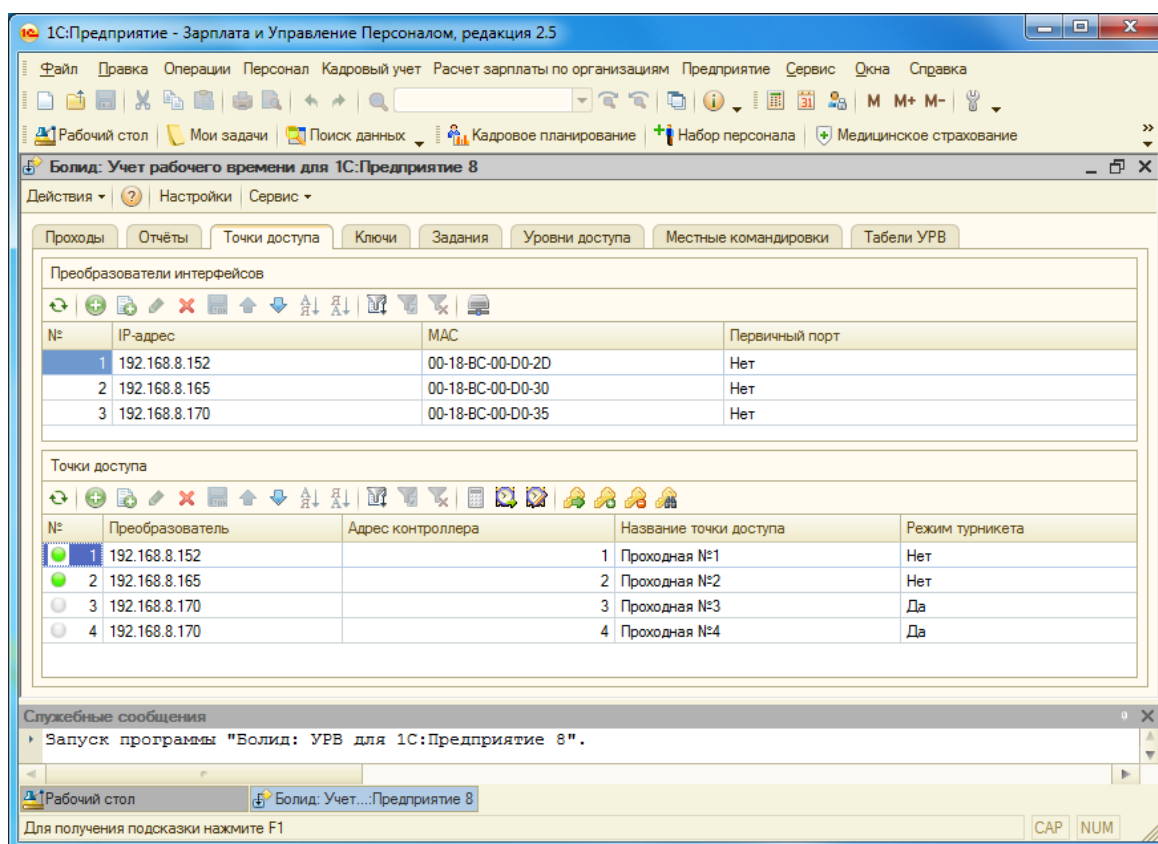 1С:Предприятие - Зарплата и Управление Персоналом, редакция 2.5
Файл Правка Операции Персонал Кадровый учет Расчет зарплаты по организациям Предприятие Сервис Окна Справка
M M+ M-
Рабочий стол Мои задачи Поиск данных Кадровое планирование Набор персонала Медицинское страхование
Болид: Учет рабочего времени для 1С:Предприятие 8
Действия Настройки Сервис
Проходы Отчёты Точки доступа Ключи Задания Уровни доступа Местные командировки Табели УРВ
Преобразователи интерфейсов
№ IP-адрес MAC Первичный порт
1 192.168.8.152 00-18-BC-00-D0-2D Нет
2 192.168.8.165 00-18-BC-00-D0-30 Нет
3 192.168.8.170 00-18-BC-00-D0-35 Нет
Точки доступа
№ Преобразователь Адрес контроллера Название точки доступа Режим турникета
1 192.168.8.152 1 Проходная №1 Нет
2 192.168.8.165 2 Проходная №2 Нет
3 192.168.8.170 3 Проходная №3 Да
4 192.168.8.170 4 Проходная №4 Да
Служебные сообщения
Запуск программы "Болид: УРВ для 1С:Предприятие 8".
Рабочий стол Болид: Учет...:Предприятие 8
Для получения подсказки нажмите F1 CAP NUM